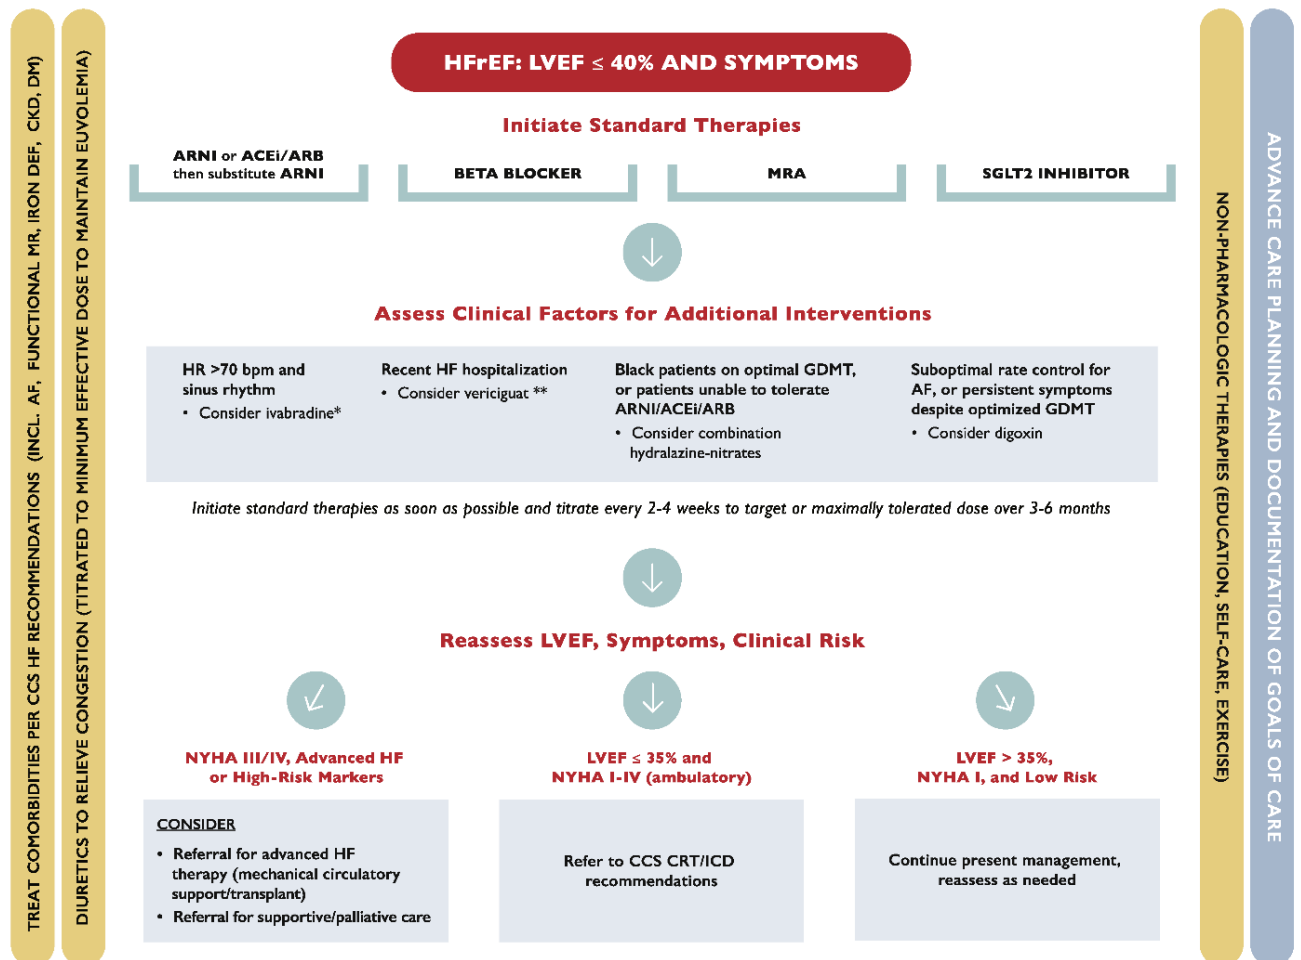 HFrEF: LVEF ≤ 40% AND SYMPTOMS
Initiate Standard Therapies
ARNI or ACEi/ARB
then substitute ARNI
BETA BLOCKER
MRA
SGLT2 INHIBITOR
Assess Clinical Factors for Additional Interventions
HR >70 bpm and
sinus rhythm
• Consider ivabradine*
Recent HF hospitalization
• Consider vericiguat **
Black patients on optimal GDMT,
or patients unable to tolerate
ARNI/ACEi/ARB
• Consider combination
hydralazine-nitrates
Suboptimal rate control for
AF, or persistent symptoms
despite optimized GDMT
• Consider digoxin
Initiate standard therapies as soon as possible and titrate every 2-4 weeks to target or maximally tolerated dose over 3-6 months
Reassess LVEF, Symptoms, Clinical Risk
NYHA III/IV, Advanced HF
or High-Risk Markers
CONSIDER
• Referral for advanced HF
therapy (mechanical circulatory
support/transplant)
• Referral for supportive/palliative care
LVEF ≤ 35% and
NYHA I-IV (ambulatory)
Refer to CCS CRT/ICD
recommendations
LVEF > 35%,
NYHA I, and Low Risk
Continue present management,
reassess as needed
TREAT COMORBIDITIES PER CCS HF RECOMMENDATIONS (INCL. AF, FUNCTIONAL MR, IRON DEF, CKD, DM)
DIURETICS TO RELIEVE CONGESTION (TITRATED TO MINIMUM EFFECTIVE DOSE TO MAINTAIN EUVOLEMIA)
NON-PHARMACOLOGIC THERAPIES (EDUCATION, SELF-CARE, EXERCISE)
ADVANCE CARE PLANNING AND DOCUMENTATION OF GOALS OF CARE